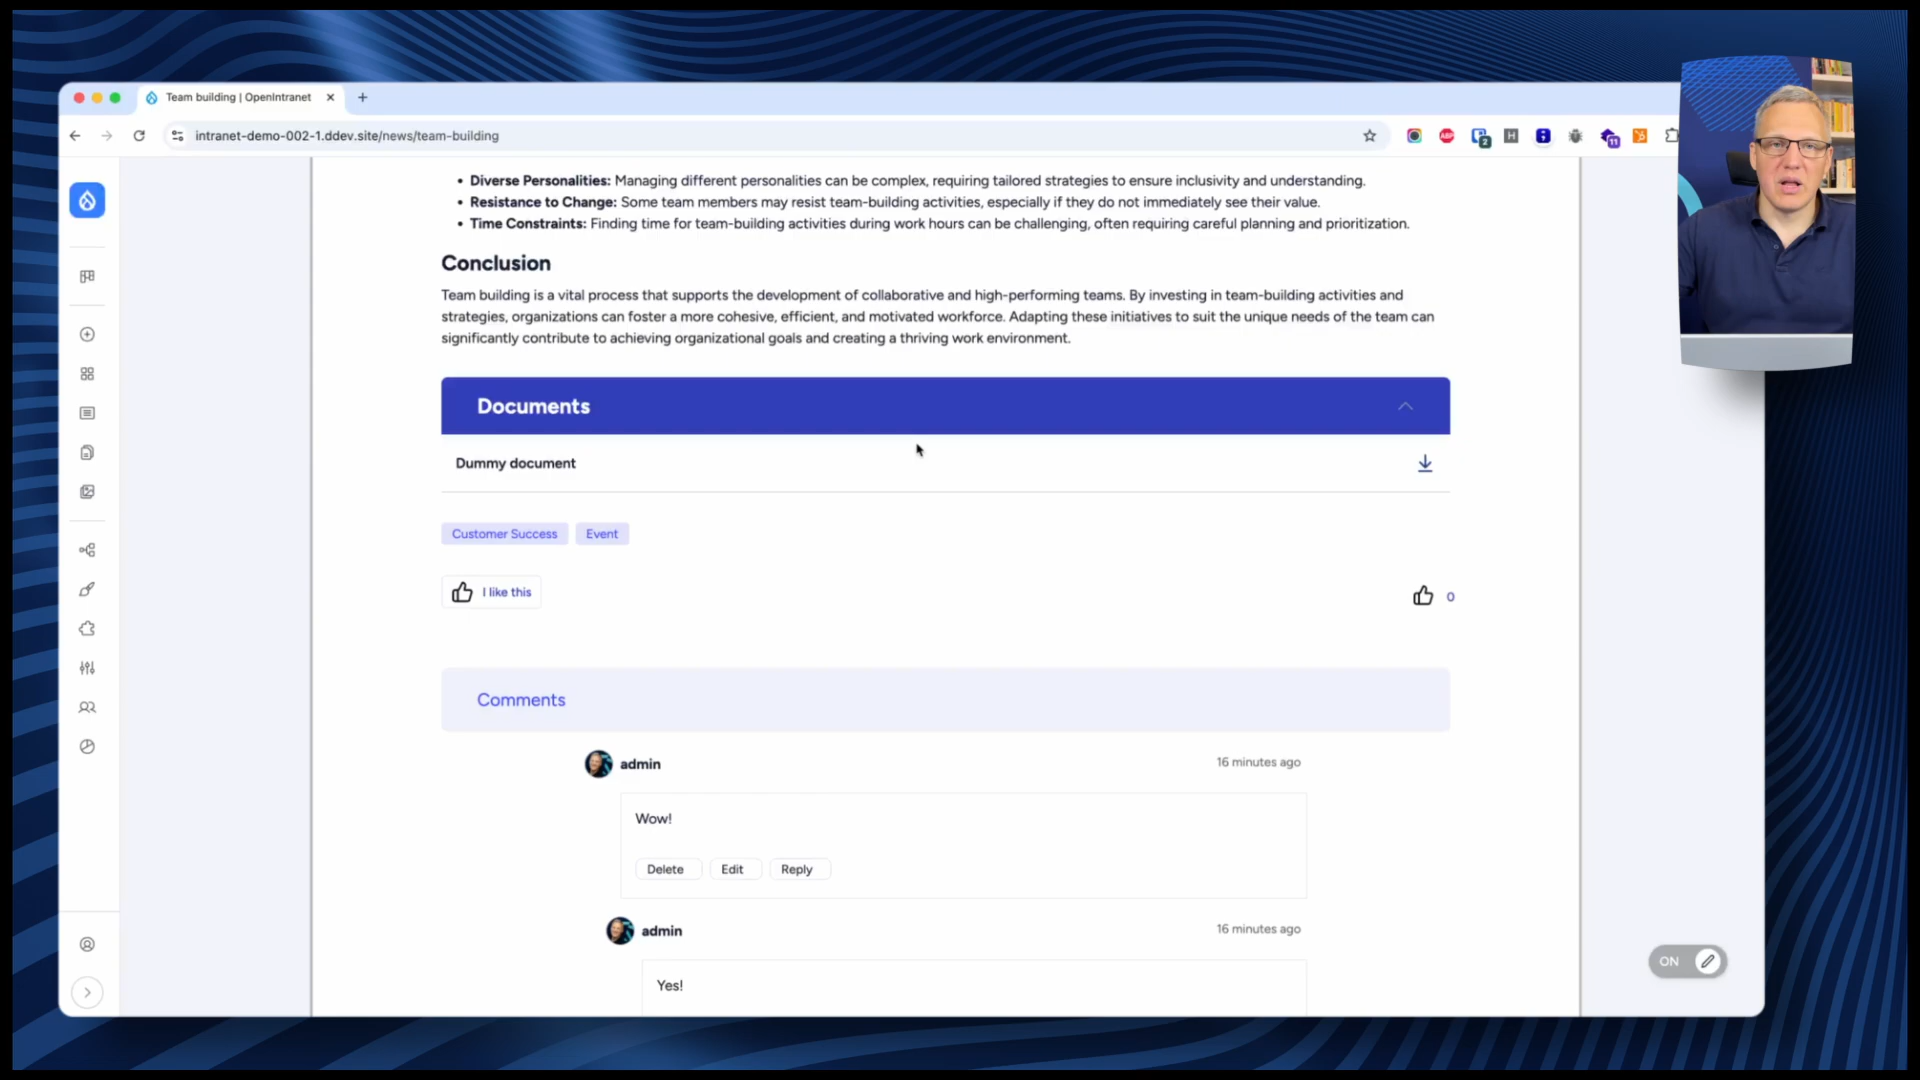 Team building | OpenIntranet
intranet-demo-002-1.ddev.site/news/team-building
ABP
2
H
11
• Diverse Personalities: Managing different personalities can be complex, requiring tailored strategies to ensure inclusivity and understanding.
• Resistance to Change: Some team members may resist team-building activities, especially if they do not immediately see their value.
• Time Constraints: Finding time for team-building activities during work hours can be challenging, often requiring careful planning and prioritization.
Conclusion
Team building is a vital process that supports the development of collaborative and high-performing teams. By investing in team-building activities and
strategies, organizations can foster a more cohesive, efficient, and motivated workforce. Adapting these initiatives to suit the unique needs of the team can
significantly contribute to achieving organizational goals and creating a thriving work environment.
Documents
Dummy document
Customer Success Event
I like this 0
Comments
admin 16 minutes ago
Wow!
Delete Edit Reply
admin 16 minutes ago
ON
Yes!